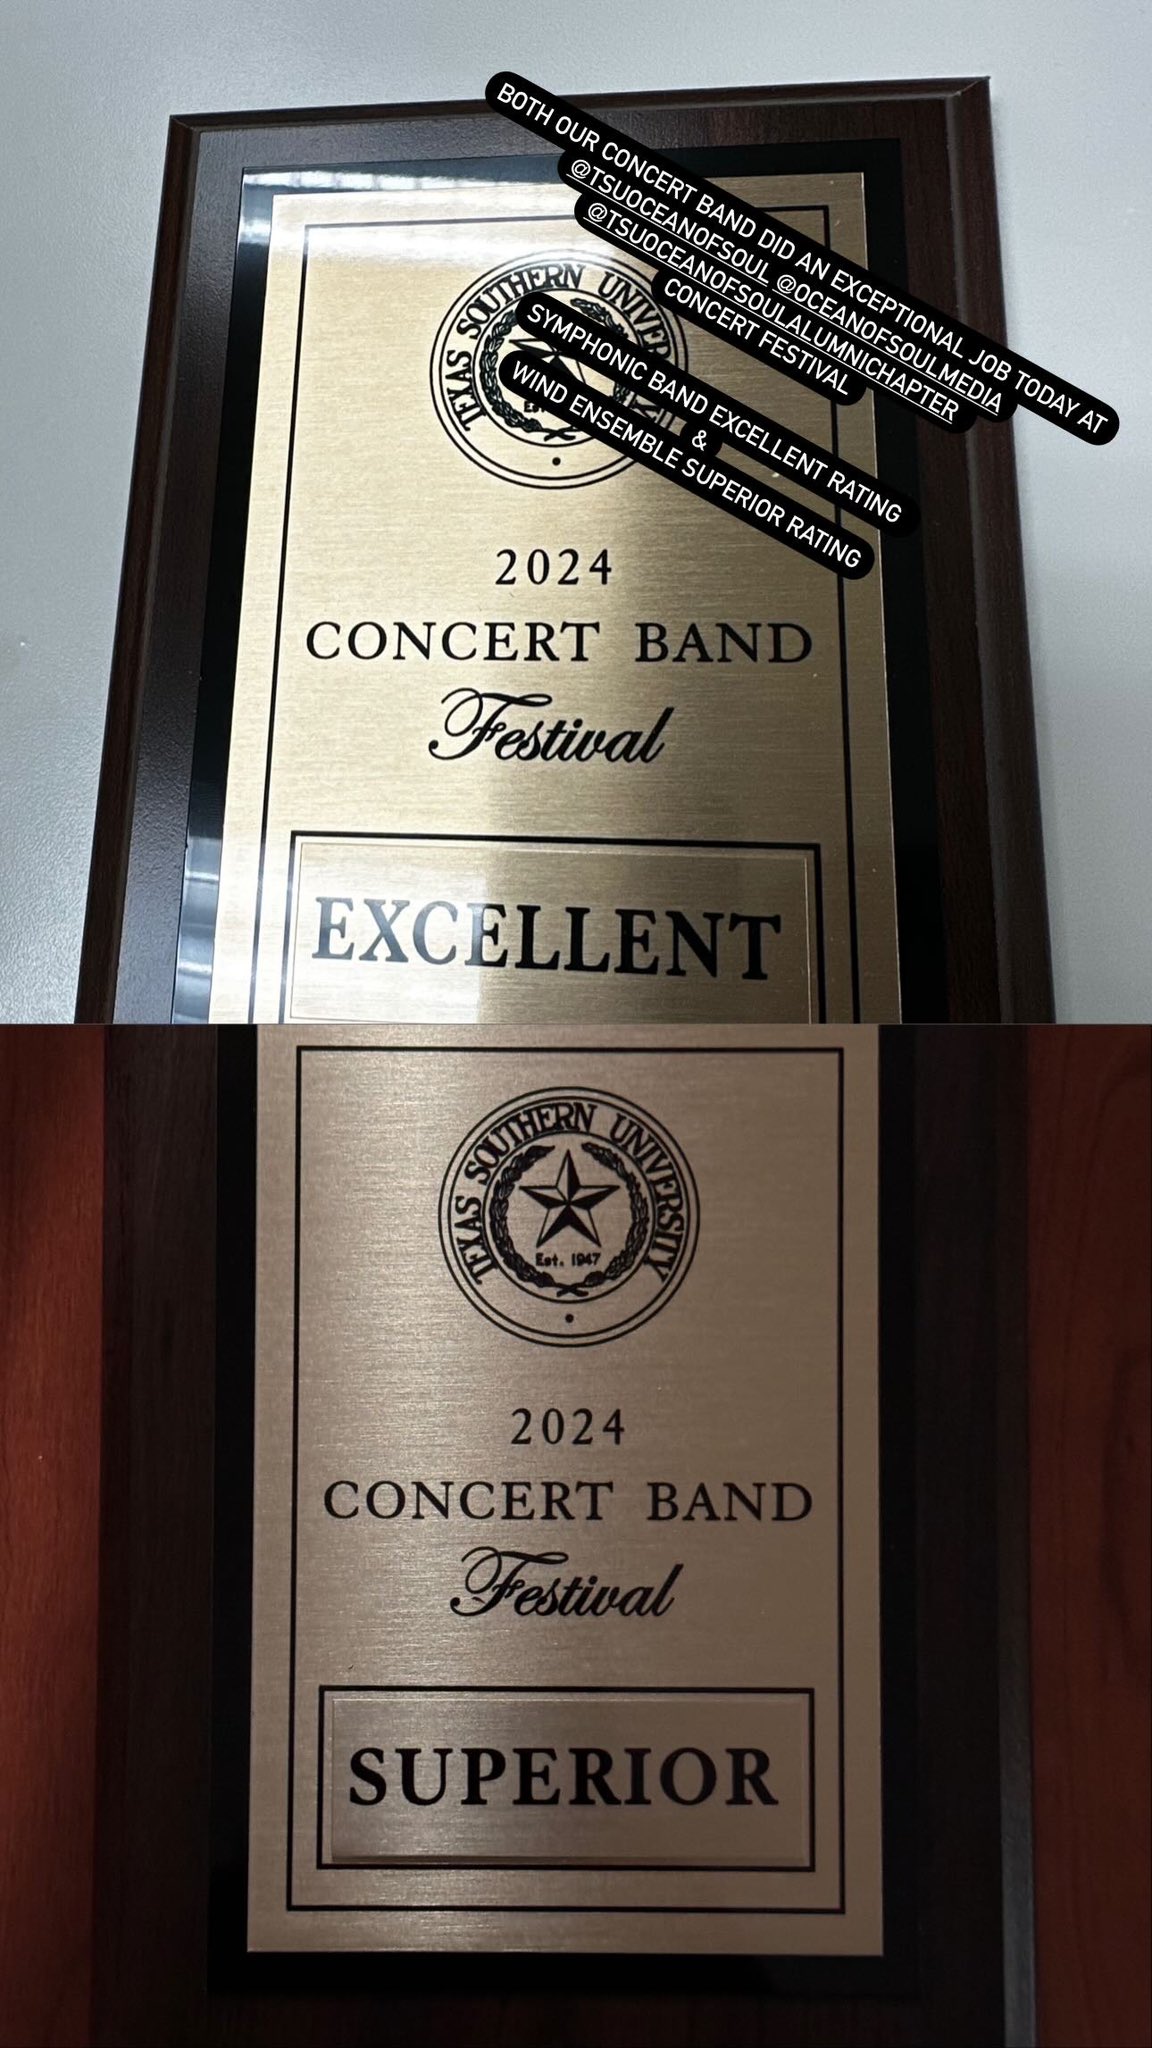 BOTH OUR CONCERT BAND DID AN EXCEPTIONAL JOB TODAY AT
@TSUOCEANOFSOUL @OCEANOFSOULMEDIA
@TSUOCEANOFSOULALUMNICHAPTER
CONCERT FESTIVAL
SYMPHONIC BAND EXCELLENT RATING
&
WIND ENSEMBLE SUPERIOR RATING
TEXAS SOUTHERN
2024
CONCERT BAND
Festival
EXCELLENT
TEXAS SOUTHERN UNIVERSITY
Est. 1947
2024
CONCERT BAND
Festival
SUPERIOR